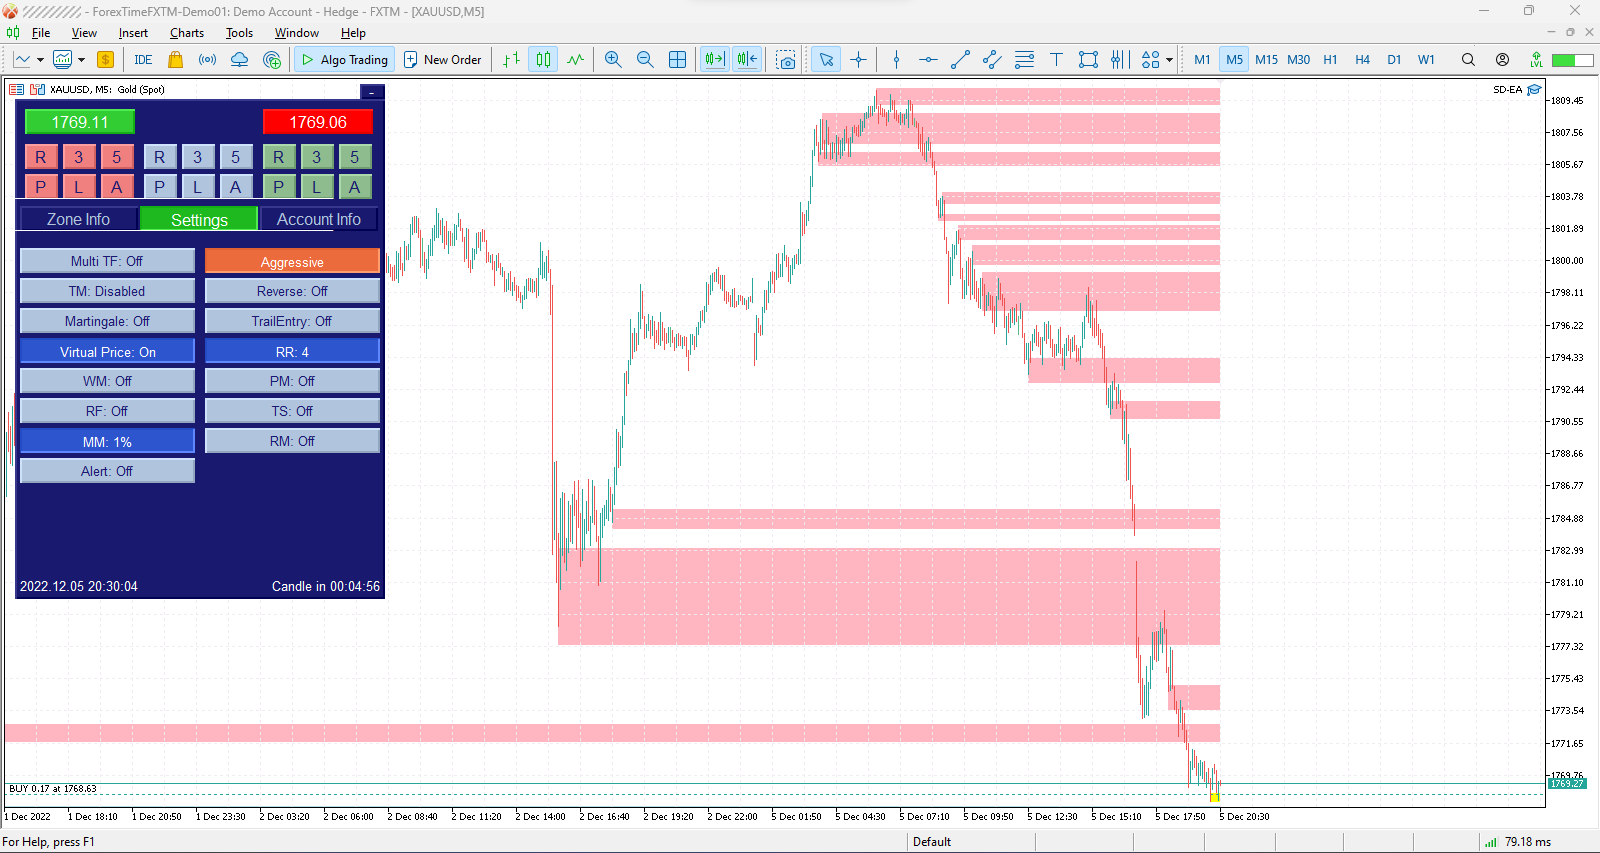 - ForexTimeFXTM-Demo01: Demo Account - Hedge - FXTM - [XAUUSD,M5]
File View Insert Charts Tools Window Help
IDE Algo Trading New Order M1 M5 M15 M30 H1 H4 D1 W1 LVL
XAUUSD, M5: Gold (Spot)
SD-EA
1769.11 1769.06
R 3 5 R 3 5 R 3 5
P L A P L A P L A
Zone Info Settings Account Info
Multi TF: Off Aggressive
TM: Disabled Reverse: Off
Martingale: Off TrailEntry: Off
Virtual Price: On RR: 4
WM: Off PM: Off
RF: Off TS: Off
MM: 1% RM: Off
Alert: Off
2022.12.05 20:30:04 Candle in 00:04:56
1809.45
1807.56
1805.67
1803.78
1801.89
1800.00
1798.11
1796.22
1794.33
1792.44
1790.55
1788.66
1786.77
1784.88
1782.99
1781.10
1779.21
1777.32
1775.43
1773.54
1771.65
1769.76
1769.27
BUY 0.17 at 1768.63
1 Dec 2022 1 Dec 18:10 1 Dec 20:50 1 Dec 23:30 2 Dec 03:20 2 Dec 06:00 2 Dec 08:40 2 Dec 11:20 2 Dec 14:00 2 Dec 16:40 2 Dec 19:20 2 Dec 22:00 5 Dec 01:50 5 Dec 04:30 5 Dec 07:10 5 Dec 09:50 5 Dec 12:30 5 Dec 15:10 5 Dec 17:50 5 Dec 20:30
For Help, press F1 Default 79.18 ms